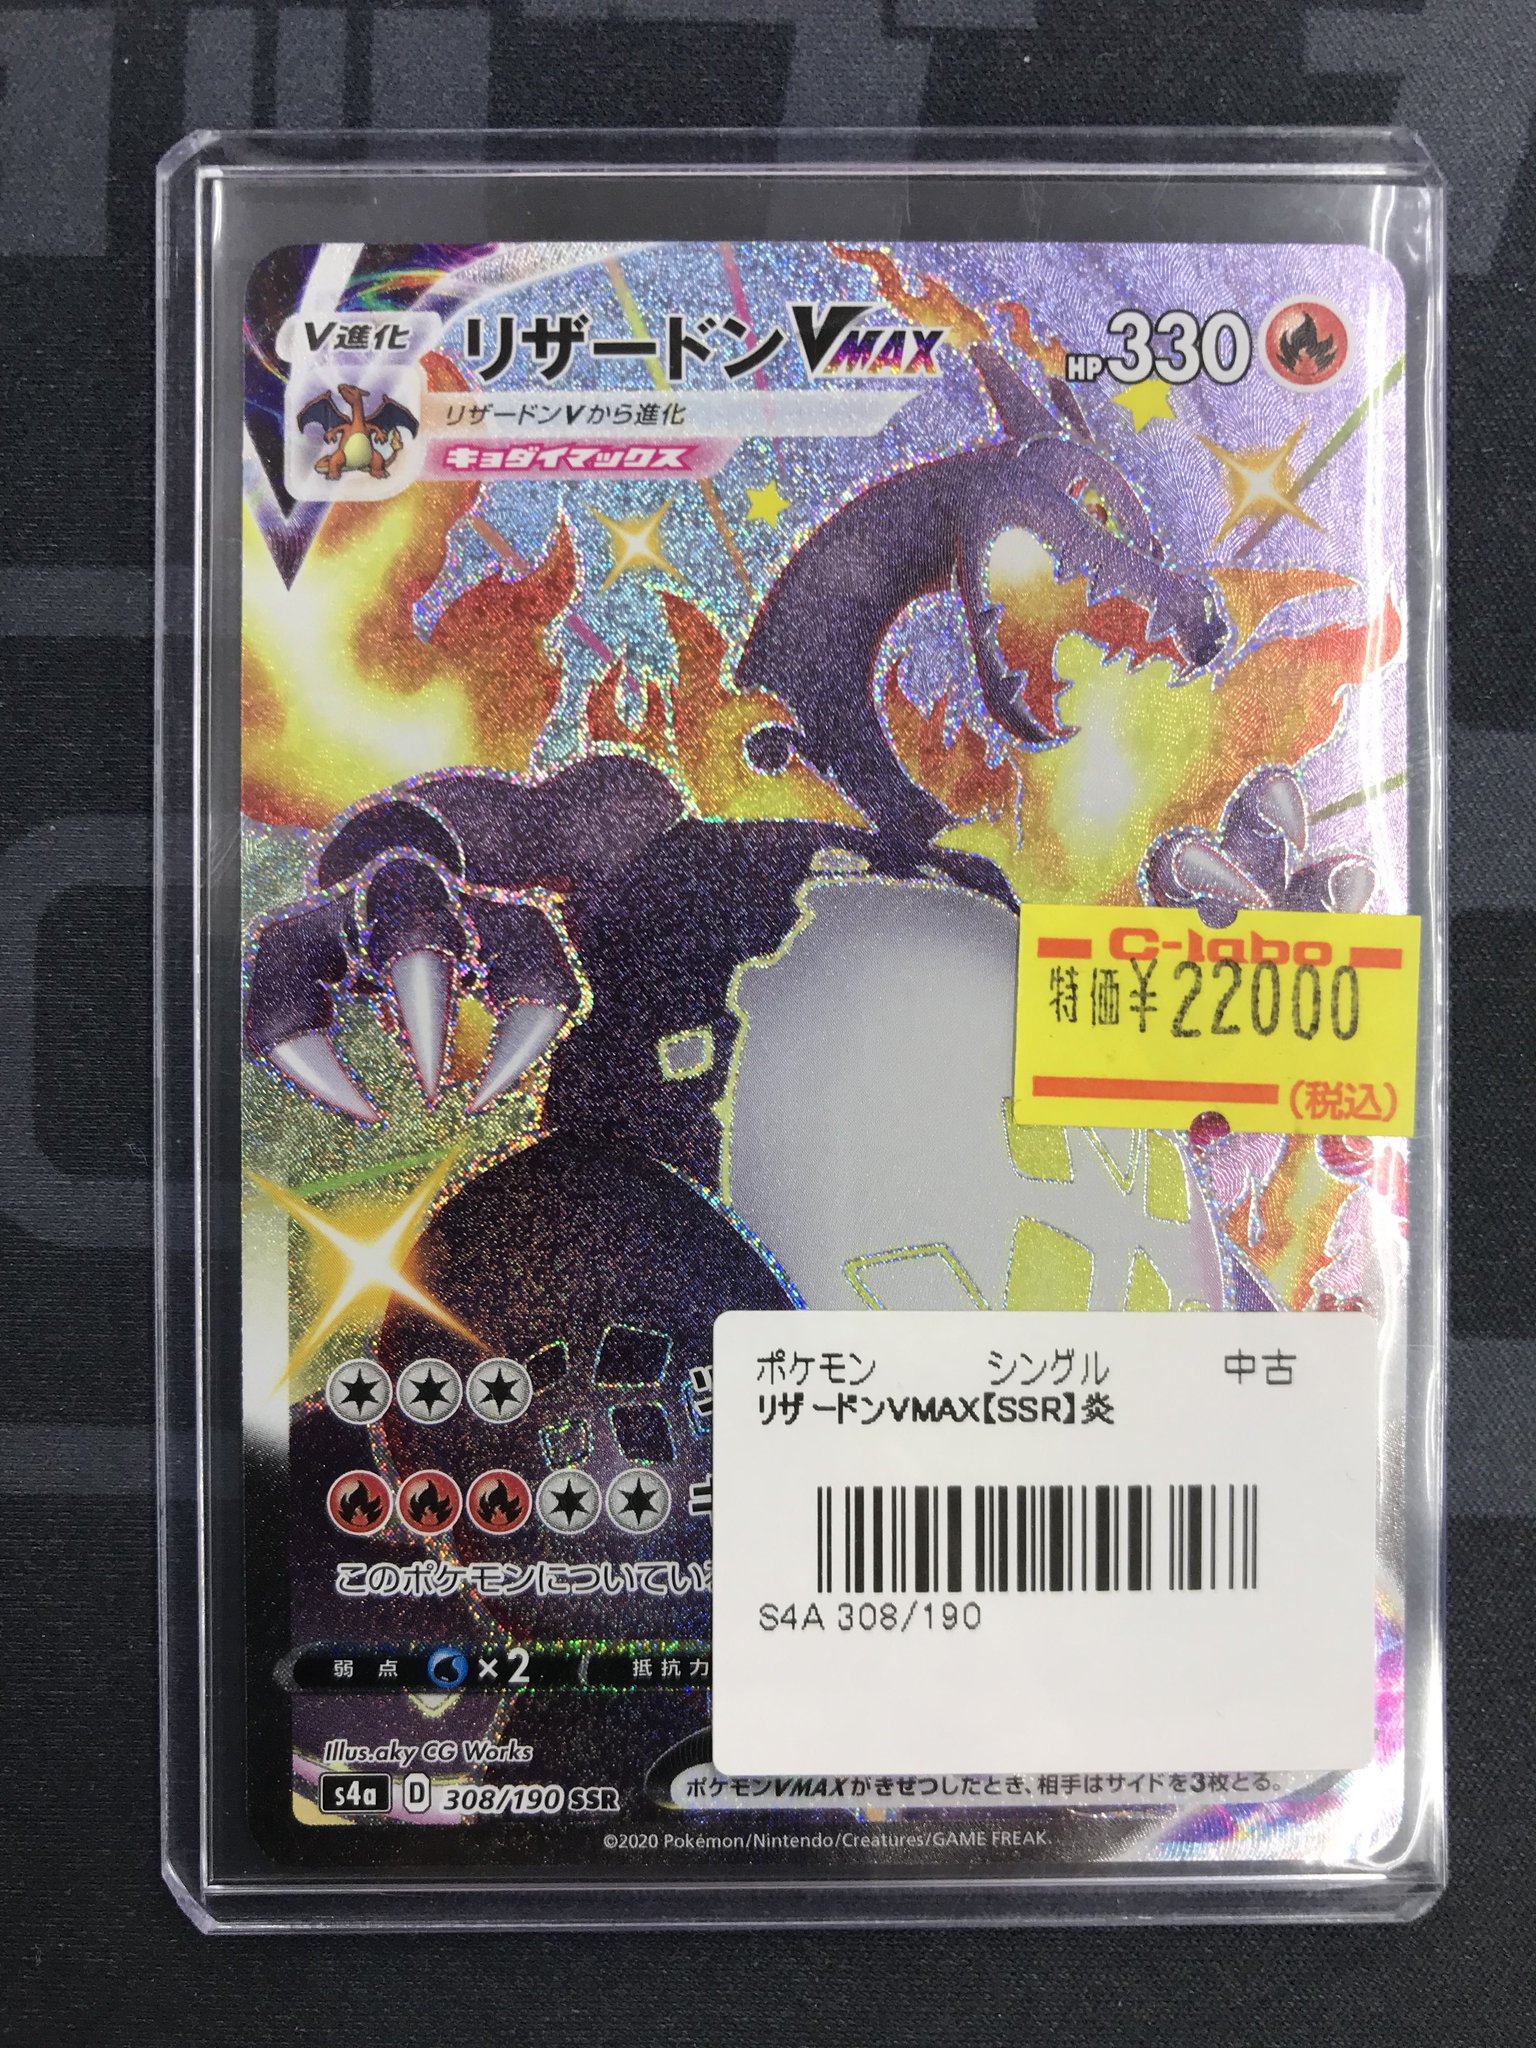 V進化
リザードンVMAX
HP330
リザードンVから進化
キョダイマックス
C-labo
特価¥22000
(税込)
ポケモン シングル 中古
リザードンVMAX【SSR】炎
S4A 308/190
このポケモンについている
弱点 ×2 抵抗力
Illus.aky CG Works
s4a D 308/190 SSR
ポケモンVMAXがきぜつしたとき、相手はサイドを3枚とる。
©2020 Pokémon/Nintendo/Creatures/GAME FREAK.